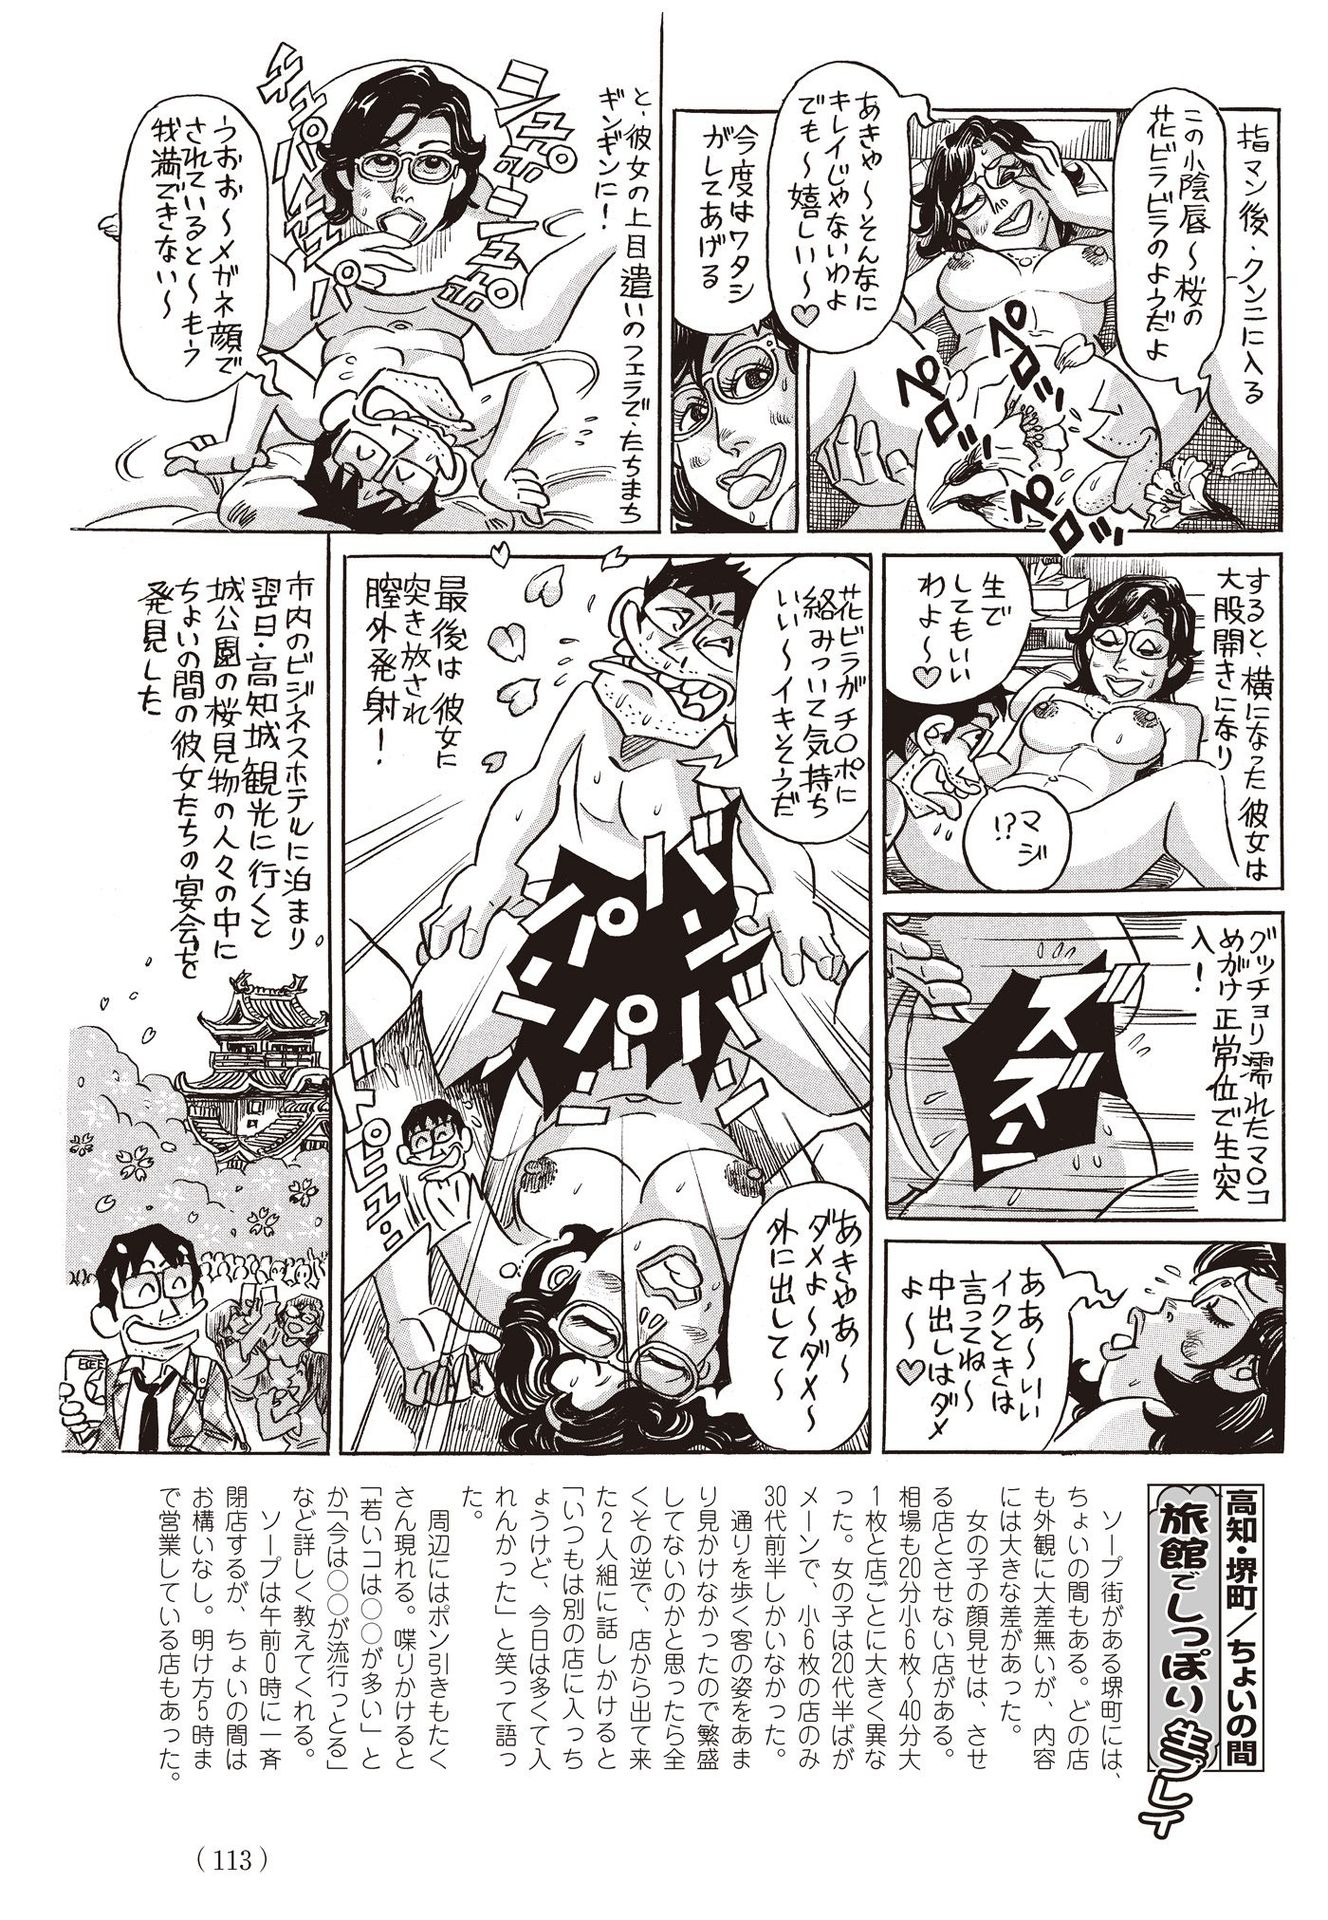 指マン後・クンニに入る
この小陰唇〜桜の
花ビラビラのようだよ
あきゃ〜そんなに
キレイじゃないわよ
でも〜嬉しい〜♡
ペロッ
ペロッ
ペロッ
今度はワタシ
がしてあげる
と、彼女の上目遣いのフェラで、たちまち
ギンギンに！
シュポ
シュポ
チュパ
チュパ
うおお〜メガネ顔で
されていると〜もーフ
我満できない〜
すると、横になった彼女は
大股開きになり
生で
してもいい
わよ〜♡
マジ
!?
グッチョリ濡れたマ○コ
めがけ正常位で生突
入！
ズズン
ズズン
ああ〜いい
イクときは
言ってね〜
中出しはダメ
よ〜♡
花ビラがチ○ポに
絡みついて気持ち
いい〜イキそうだ
バンバン
パンパン
最後は彼女に
突き放され
膣外発射！
ドピュッ
あきゃあ〜
ダメよ〜ダメ〜
外に出して〜
市内のビジネスホテルに泊まり
翌日・高知城観光に行くと
城公園の桜見物の人々の中に
ちょいの間の彼女たちの宴会を
発見した
高知・堺町／ちょいの間
旅館でしっぽり生プレイ
ソープ街がある堺町には、
ちょいの間もある。どの店
も外観に大差無いが、内容
には大きな差があった。
女の子の顔見せは、させ
る店とさせない店がある。
相場も20分小6枚〜40分大
1枚と店ごとに大きく異な
った。女の子は20代半ばが
メーンで、小6枚の店のみ
30代前半しかいなかった。
通りを歩く客の姿をあま
り見かけなかったので繁盛
してないのかと思ったら全
くその逆で、店から出て来
た2人組に話しかけると
「いつもは別の店に入っち
ょうけど、今日は多くて入
れんかった」と笑って語っ
た。
周辺にはポン引きもたく
さん現れる。喋りかけると
「若いコは○○が多い」と
か「今は○○が流行っとる」
など詳しく教えてくれる。
ソープは午前0時に一斉
閉店するが、ちょいの間は
お構いなし。明け方5時ま
で営業している店もあった。
(113)